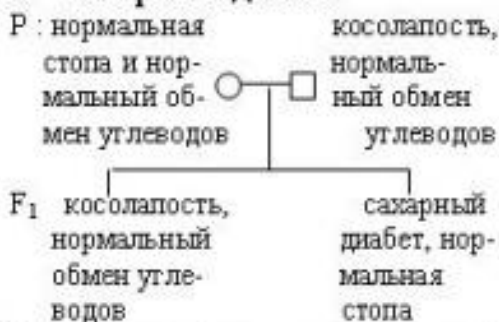 P : нормальная косолапость,
стопа и нор- нормаль-
мальный об- ный обмен
мен углеводов углеводов
F₁ косолапость, сахарный
нормальный диабет, нор-
обмен угле- мальная
водов стопа